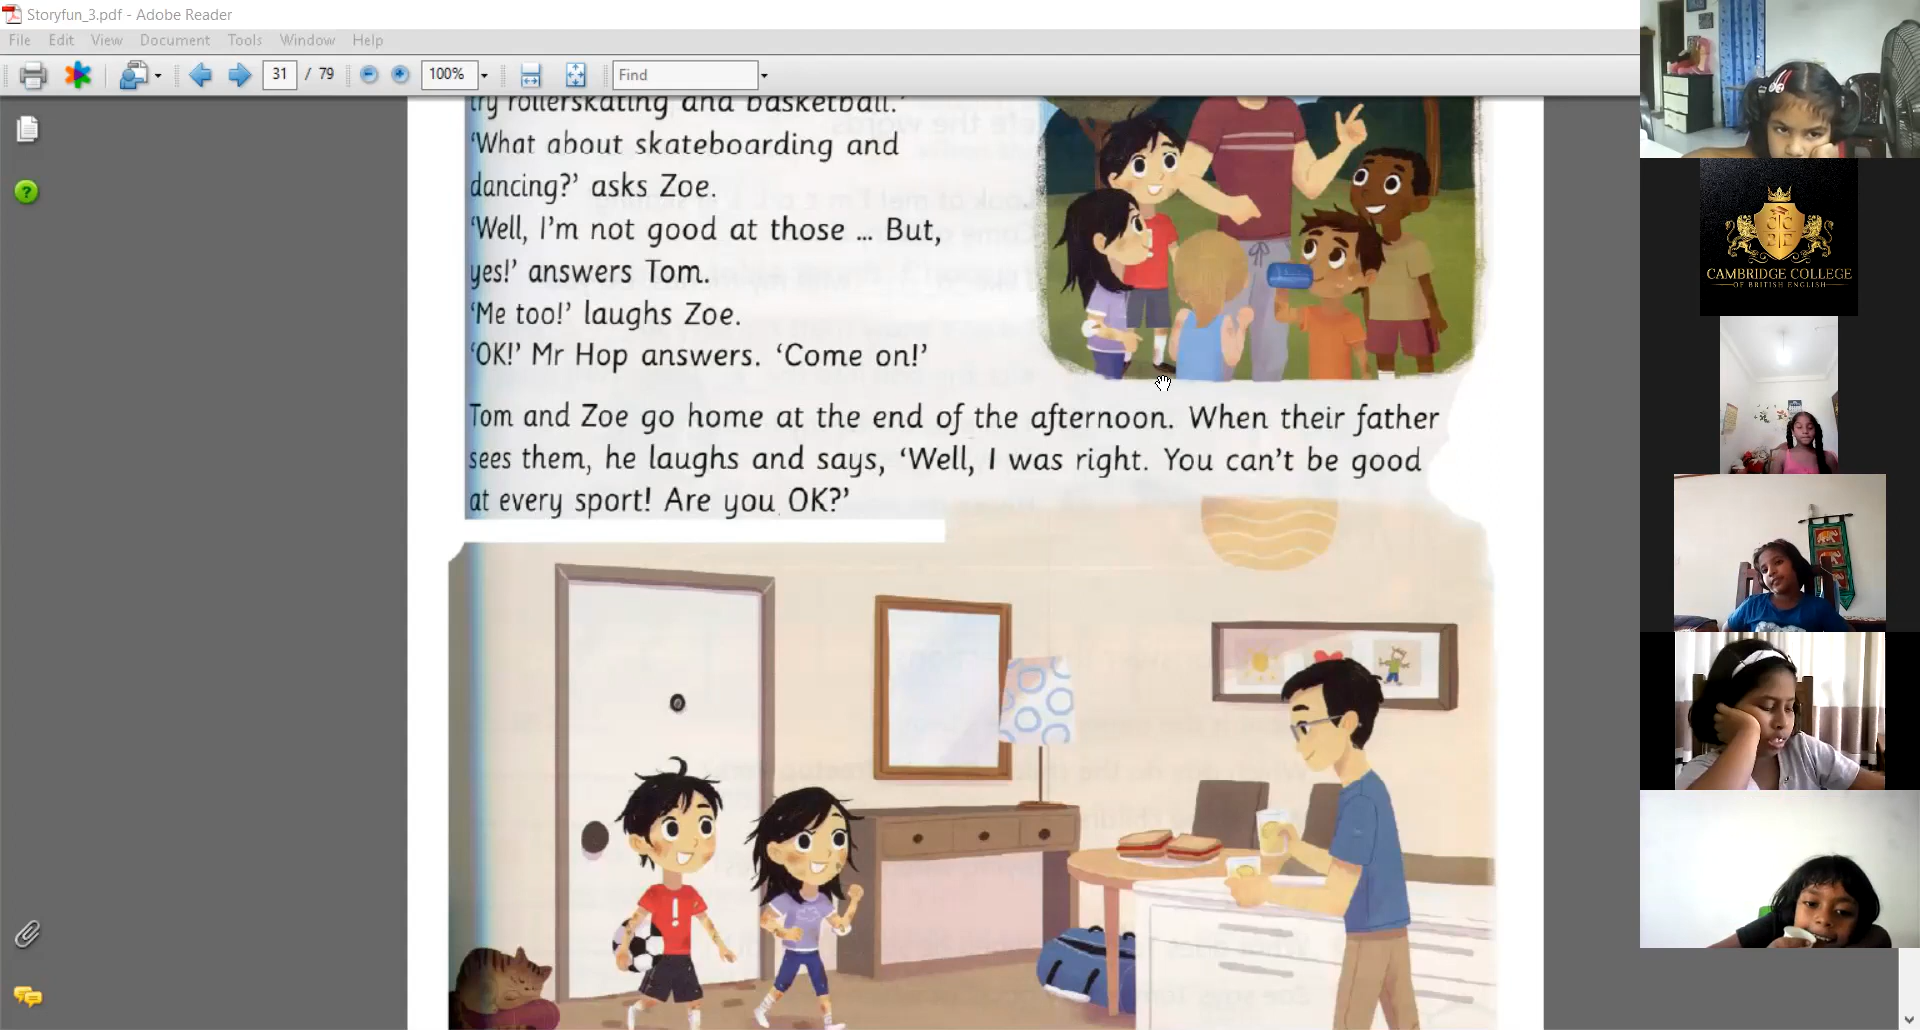 Storyfun_3.pdf - Adobe Reader
File Edit View Document Tools Window Help
31 / 79 100% Find
try rollerskating and basketball.'
'What about skateboarding and
dancing?' asks Zoe.
'Well, I'm not good at those ... But,
yes!' answers Tom.
'Me too!' laughs Zoe.
'OK!' Mr Hop answers. 'Come on!'
Tom and Zoe go home at the end of the afternoon. When their father
sees them, he laughs and says, 'Well, I was right. You can't be good
at every sport! Are you OK?'
CAMBRIDGE COLLEGE
OF BRITISH ENGLISH